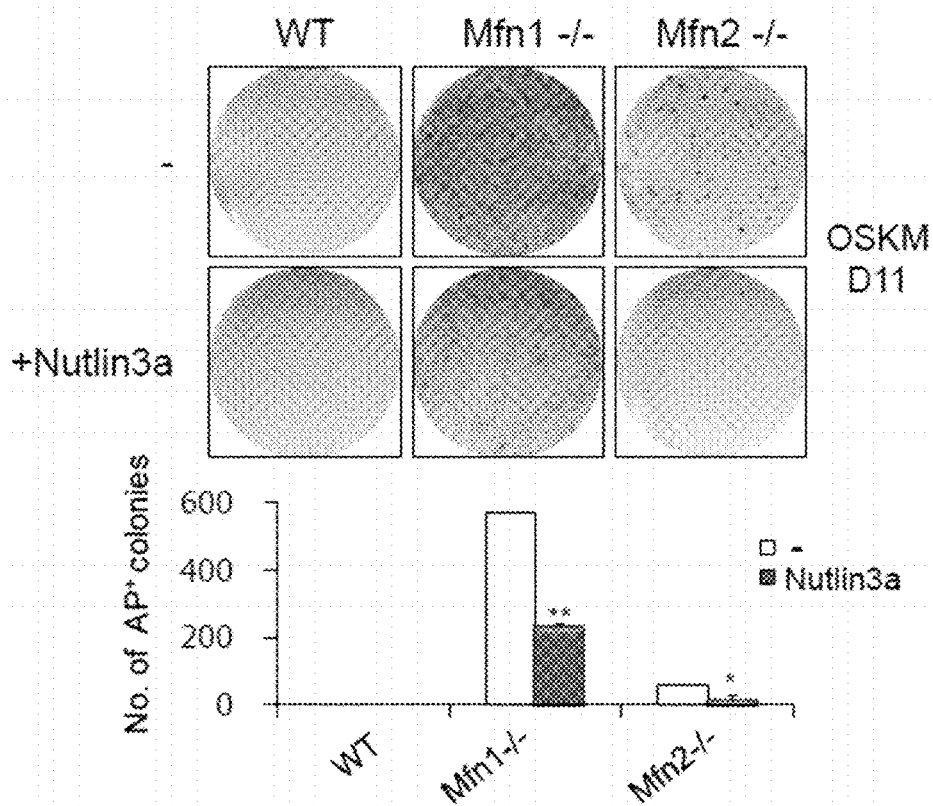 WT Mfn1 -/- Mfn2 -/-
-
OSKM
D11
+Nutlin3a
No. of AP⁺ colonies
600
400
200
0
**
*
-
Nutlin3a
WT
Mfn1-/-
Mfn2-/-